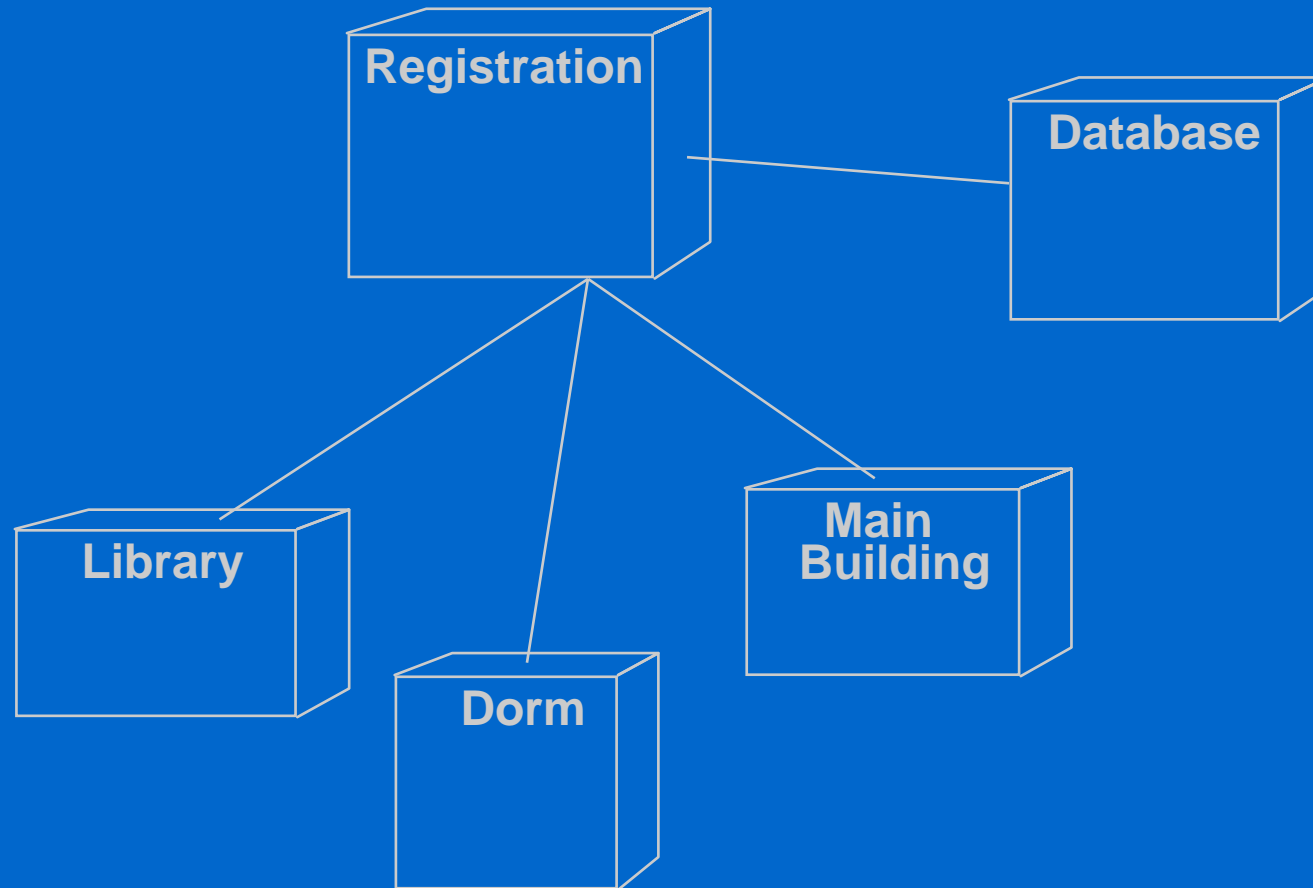 Registration
Database
Main
Building
Library
Dorm